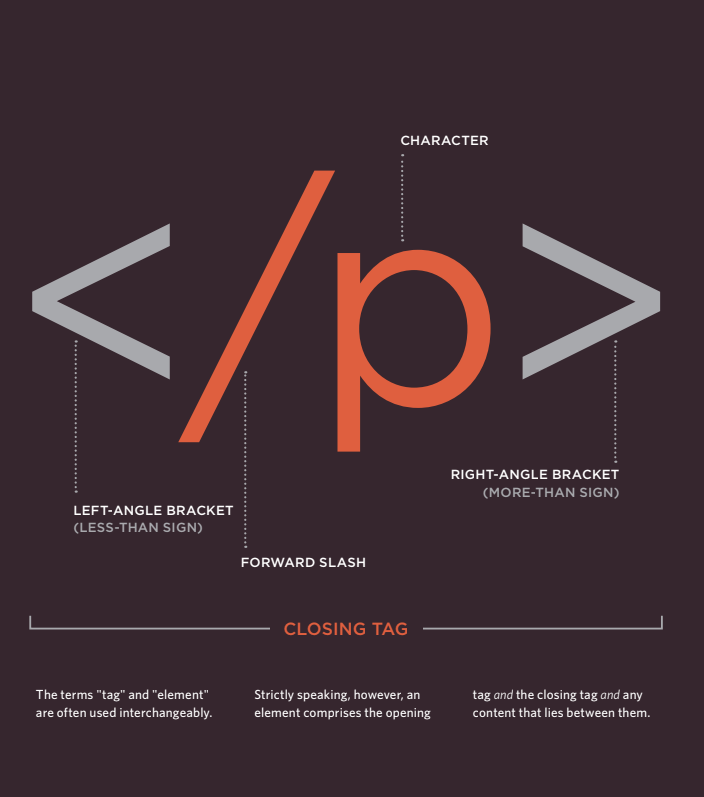 CHARACTER
</p>
RIGHT-ANGLE BRACKET
(MORE-THAN SIGN)
LEFT-ANGLE BRACKET
(LESS-THAN SIGN)
FORWARD SLASH
CLOSING TAG
The terms "tag" and "element"
are often used interchangeably.
Strictly speaking, however, an
element comprises the opening
tag and the closing tag and any
content that lies between them.